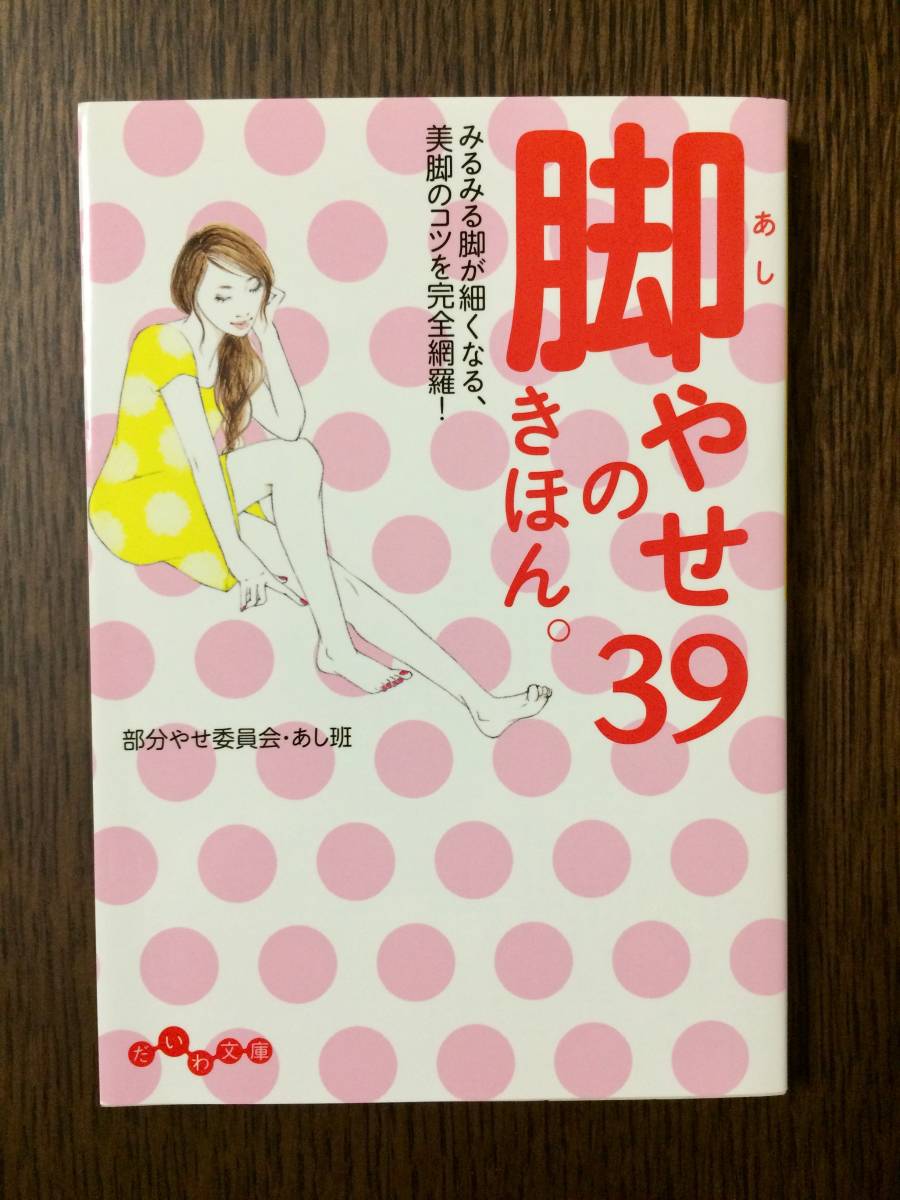 脚やせ
あし
の
きほん。
39
みるみる脚が細くなる、
美脚のコツを完全網羅！
部分やせ委員会・あし班
だいわ文庫